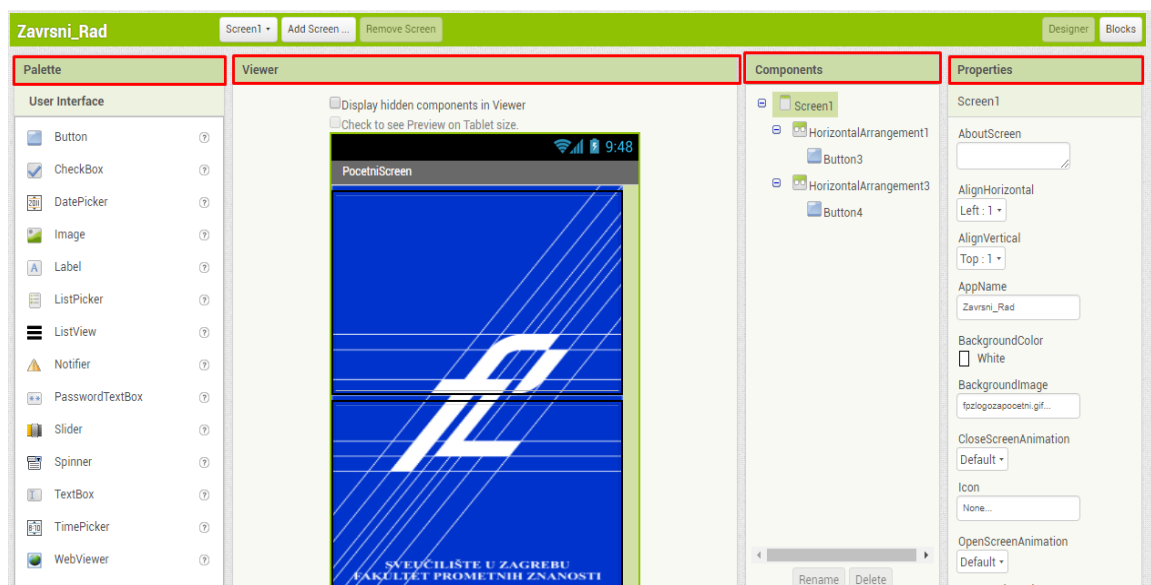 Zavrsni_Rad
Screen1
Add Screen ...
Remove Screen
Designer
Blocks
Palette
User Interface
Button
CheckBox
DatePicker
Image
Label
ListPicker
ListView
Notifier
PasswordTextBox
Slider
Spinner
TextBox
TimePicker
WebViewer
Viewer
Display hidden components in Viewer
Check to see Preview on Tablet size.
9:48
PocetniScreen
SVEUČILIŠTE U ZAGREBU
FAKULTET PROMETNIH ZNANOSTI
Components
Screen1
HorizontalArrangement1
Button3
HorizontalArrangement3
Button4
Rename
Delete
Properties
Screen1
AboutScreen
AlignHorizontal
Left : 1
AlignVertical
Top : 1
AppName
Zavrsni_Rad
BackgroundColor
White
BackgroundImage
fpzlogozapocetni.gif...
CloseScreenAnimation
Default
Icon
None...
OpenScreenAnimation
Default